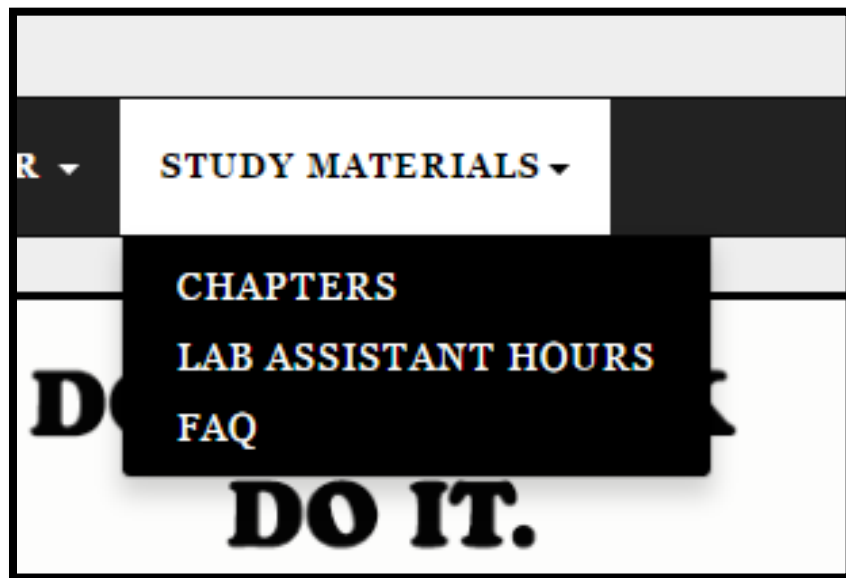 STUDY MATERIALS
CHAPTERS
LAB ASSISTANT HOURS
FAQ
DO IT.